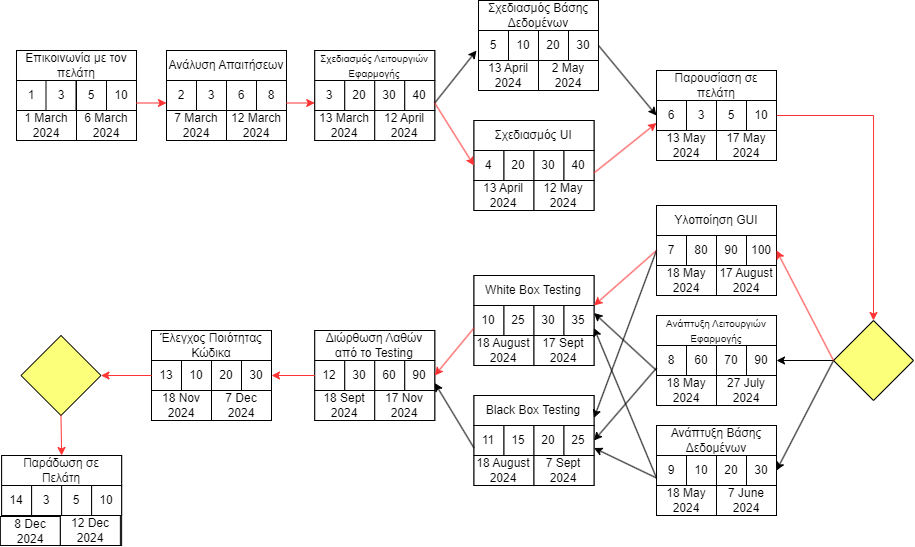 Επικοινωνία με τον
πελάτη
1 3 5 10
1 March
2024
6 March
2024
Ανάλυση Απαιτήσεων
2 3 6 8
7 March
2024
12 March
2024
Σχεδιασμός Λειτουργιών
Εφαρμογής
3 20 30 40
13 March
2024
12 April
2024
Σχεδιασμός Βάσης
Δεδομένων
5 10 20 30
13 April
2024
2 May
2024
Σχεδιασμός UI
4 20 30 40
13 April
2024
12 May
2024
Παρουσίαση σε
πελάτη
6 3 5 10
13 May
2024
17 May
2024
Υλοποίηση GUI
7 80 90 100
18 May
2024
17 August
2024
Ανάπτυξη Λειτουργιών
Εφαρμογής
8 60 70 90
18 May
2024
27 July
2024
Ανάπτυξη Βάσης
Δεδομένων
9 10 20 30
18 May
2024
7 June
2024
White Box Testing
10 25 30 35
18 August
2024
17 Sept
2024
Black Box Testing
11 15 20 25
18 August
2024
7 Sept
2024
Διώρθωση Λαθών
από το Testing
12 30 60 90
18 Sept
2024
17 Nov
2024
Έλεγχος Ποιότητας
Κώδικα
13 10 20 30
18 Nov
2024
7 Dec
2024
Παράδωση σε
Πελάτη
14 3 5 10
8 Dec
2024
12 Dec
2024